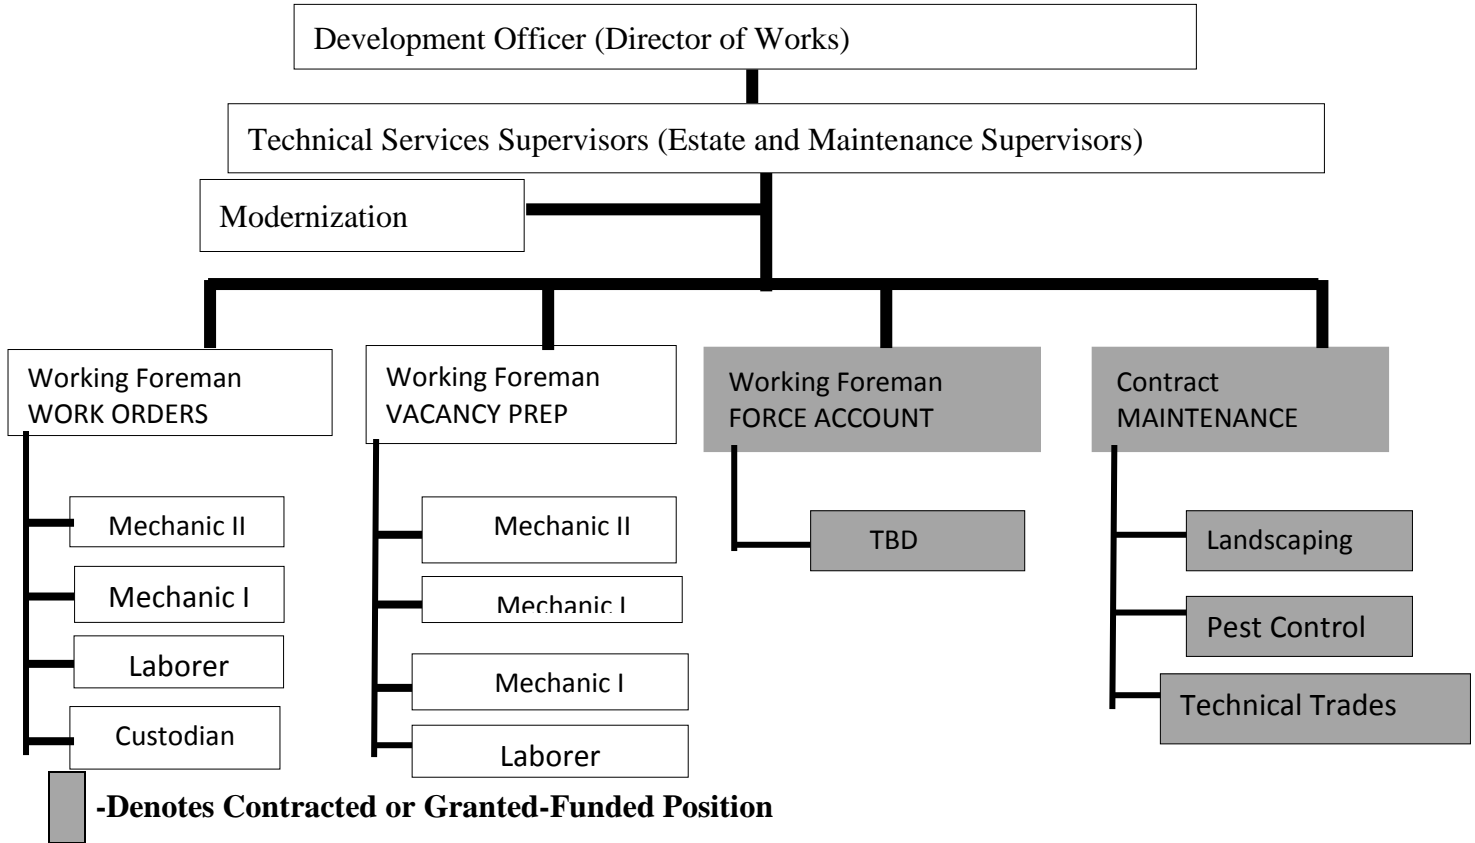 Development Officer (Director of Works)
Technical Services Supervisors (Estate and Maintenance Supervisors)
Modernization
Working Foreman
WORK ORDERS
Mechanic II
Mechanic I
Laborer
Custodian
Working Foreman
VACANCY PREP
Mechanic II
Mechanic I
Mechanic I
Laborer
Working Foreman
FORCE ACCOUNT
TBD
Contract
MAINTENANCE
Landscaping
Pest Control
Technical Trades
-Denotes Contracted or Granted-Funded Position